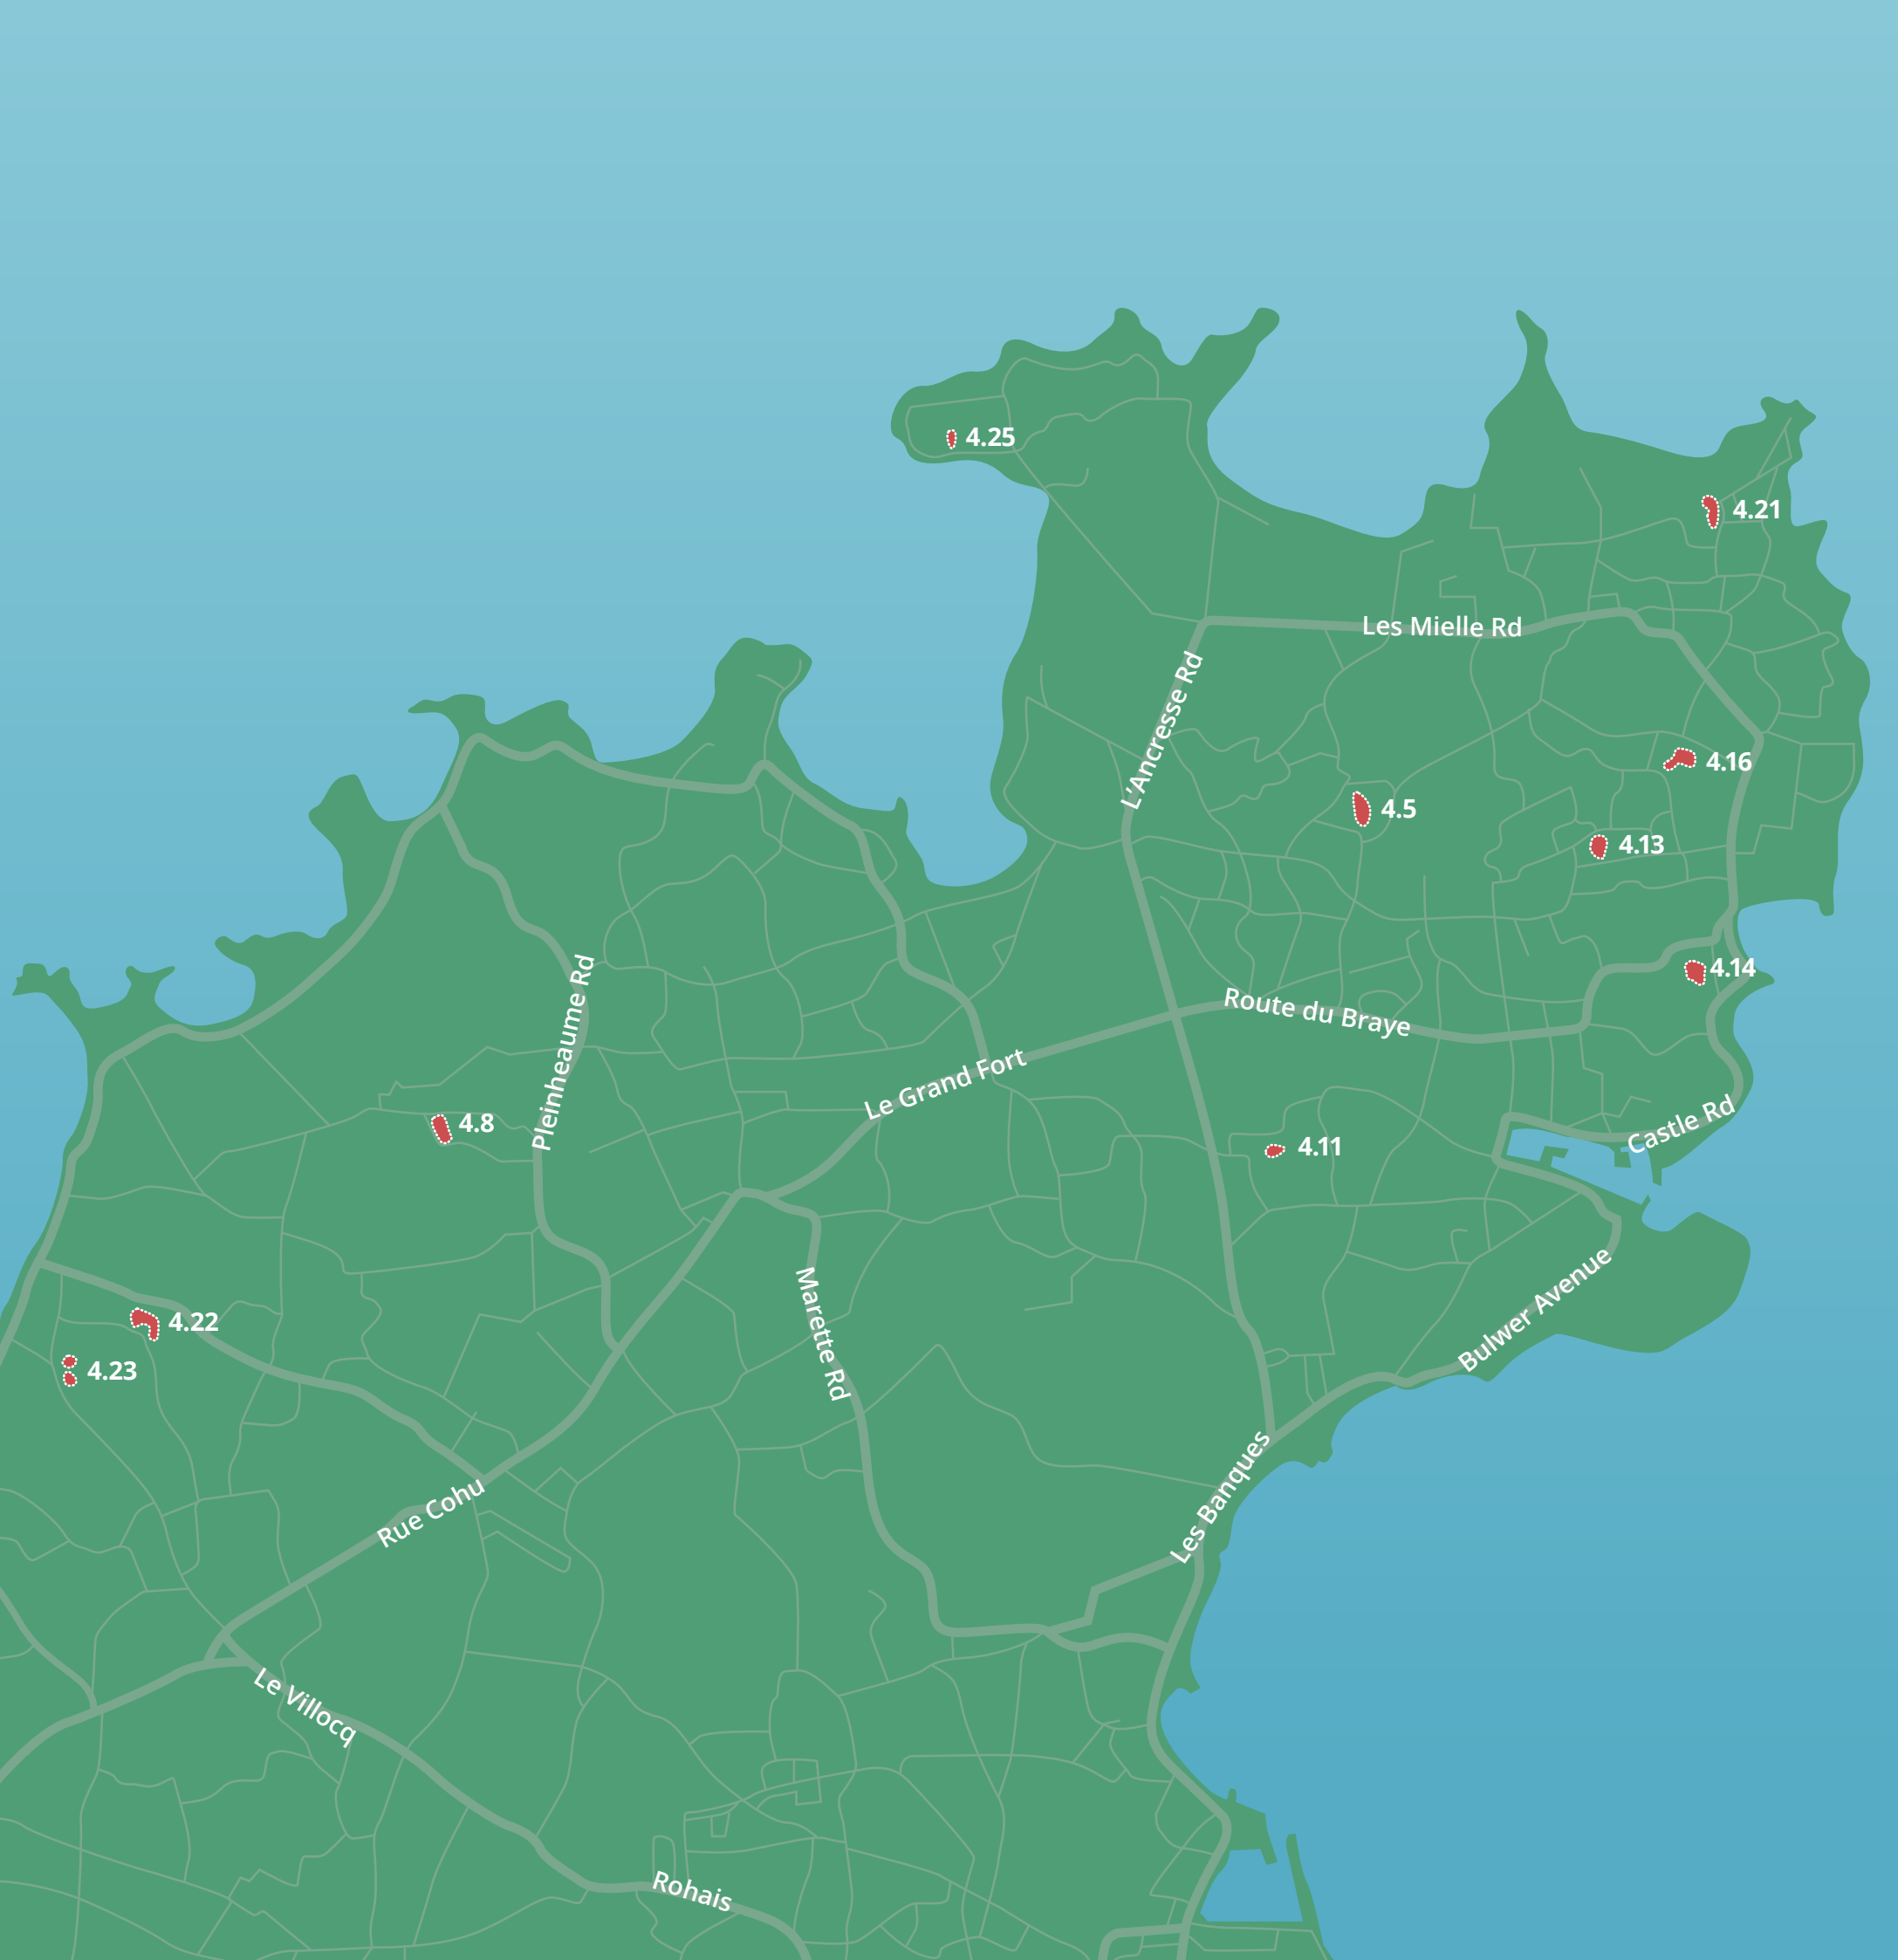 4.25
4.21
Les Mielle Rd
L'Ancresse Rd
4.16
4.5
4.13
4.14
Pleinheaume Rd
Route du Braye
Le Grand Fort
4.8
Castle Rd
4.11
4.22
Marette Rd
Bulwer Avenue
4.23
Les Banques
Rue Cohu
Le Villocq
Rohais